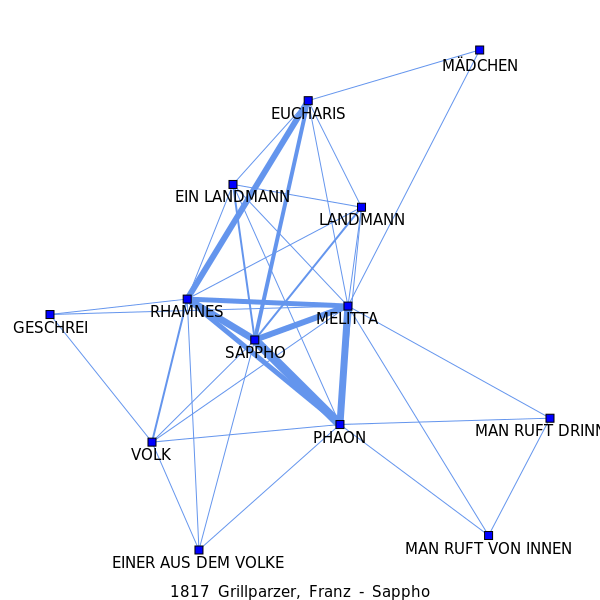 MÄDCHEN
EUCHARIS
EIN LANDMANN
LANDMANN
RHAMNES
MELITTA
GESCHREI
SAPPHO
MAN RUFT DRINN
PHAON
VOLK
MAN RUFT VON INNEN
EINER AUS DEM VOLKE
1817 Grillparzer, Franz - Sappho